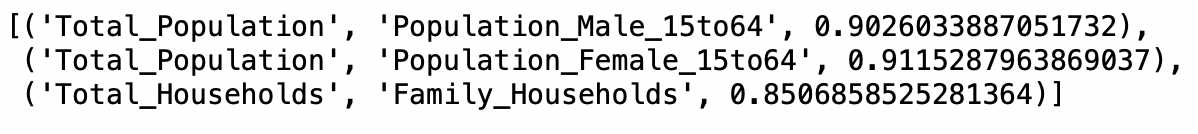 [('Total_Population', 'Population_Male_15to64', 0.9026033887051732),
('Total_Population', 'Population_Female_15to64', 0.9115287963869037),
('Total_Households', 'Family_Households', 0.8506858525281364)]